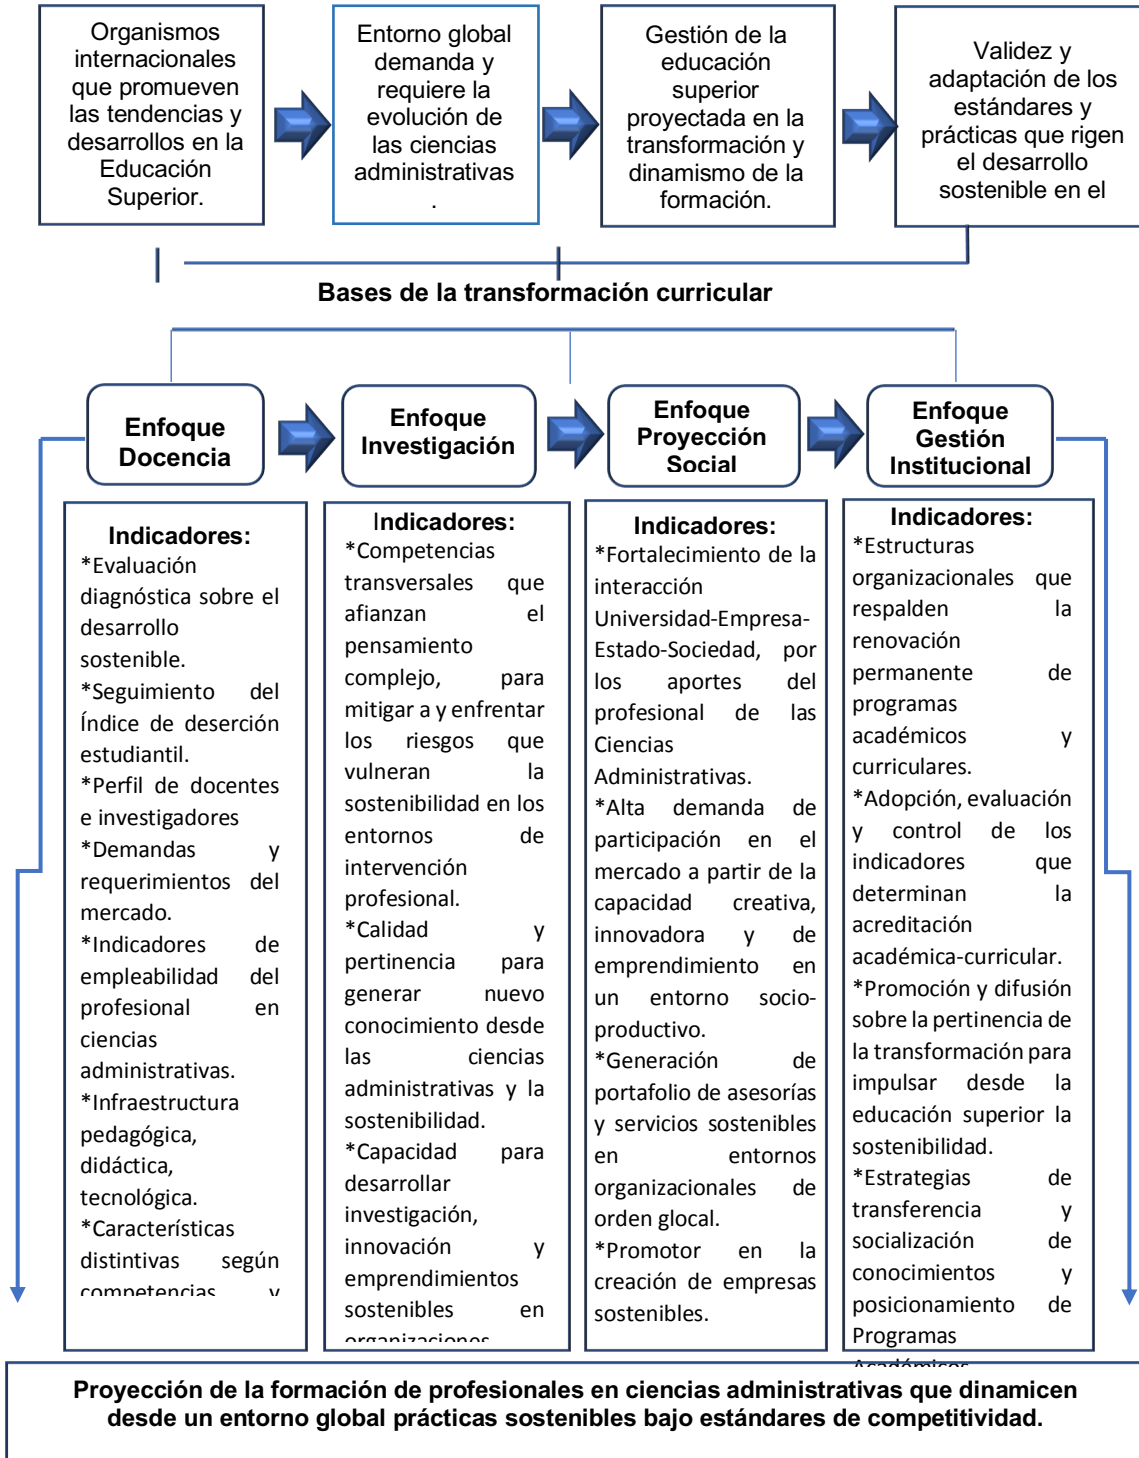 Organismos
internacionales
que promueven
las tendencias y
desarrollos en la
Educación
Superior.
Entorno global
demanda y
requiere la
evolución de
las ciencias
administrativas
.
Gestión de la
educación
superior
proyectada en la
transformación y
dinamismo de la
formación.
Validez y
adaptación de los
estándares y
prácticas que rigen
el desarrollo
sostenible en el
Bases de la transformación curricular
Enfoque
Docencia
Enfoque
Investigación
Enfoque
Proyección
Social
Enfoque
Gestión
Institucional
Indicadores:
*Evaluación
diagnóstica sobre el
desarrollo
sostenible.
*Seguimiento del
Índice de deserción
estudiantil.
*Perfil de docentes
e investigadores
*Demandas y
requerimientos del
mercado.
*Indicadores de
empleabilidad del
profesional en
ciencias
administrativas.
*Infraestructura
pedagógica,
didáctica,
tecnológica.
*Características
distintivas según
competencias y
Indicadores:
*Competencias
transversales que
afianzan el
pensamiento
complejo, para
mitigar a y enfrentar
los riesgos que
vulneran la
sostenibilidad en los
entornos de
intervención
profesional.
*Calidad y
pertinencia para
generar nuevo
conocimiento desde
las ciencias
administrativas y la
sostenibilidad.
*Capacidad para
desarrollar
investigación,
innovación y
emprendimientos
sostenibles en
organizaciones
Indicadores:
*Fortalecimiento de la
interacción
Universidad-Empresa-
Estado-Sociedad, por
los aportes del
profesional de las
Ciencias
Administrativas.
*Alta demanda de
participación en el
mercado a partir de la
capacidad creativa,
innovadora y de
emprendimiento en
un entorno socio-
productivo.
*Generación de
portafolio de asesorías
y servicios sostenibles
en entornos
organizacionales de
orden glocal.
*Promotor en la
creación de empresas
sostenibles.
Indicadores:
*Estructuras
organizacionales que
respalden la
renovación
permanente de
programas
académicos y
curriculares.
*Adopción, evaluación
y control de los
indicadores que
determinan la
acreditación
académica-curricular.
*Promoción y difusión
sobre la pertinencia de
la transformación para
impulsar desde la
educación superior la
sostenibilidad.
*Estrategias de
transferencia y
socialización de
conocimientos y
posicionamiento de
Programas
Académicos
Proyección de la formación de profesionales en ciencias administrativas que dinamicen
desde un entorno global prácticas sostenibles bajo estándares de competitividad.